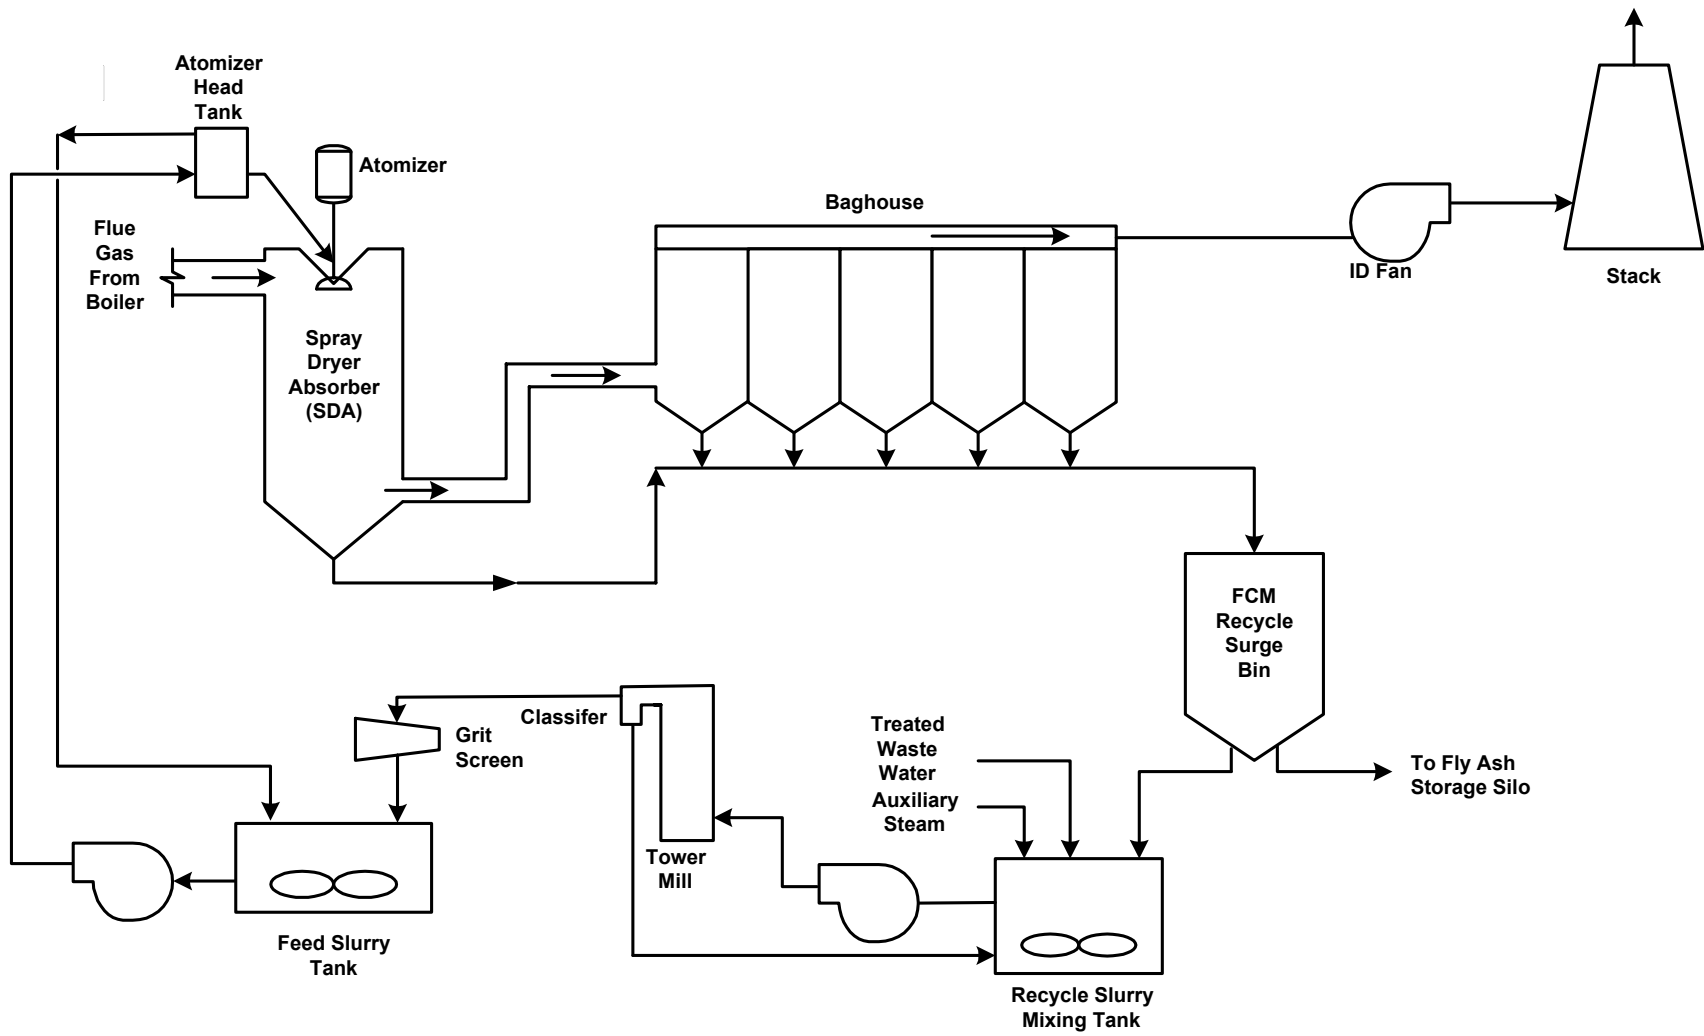 Atomizer
Head
Tank
Atomizer
Flue
Gas
From
Boiler
Spray
Dryer
Absorber
(SDA)
Baghouse
ID Fan
Stack
FCM
Recycle
Surge
Bin
Classifer
Grit
Screen
Treated
Waste
Water
Auxiliary
Steam
To Fly Ash
Storage Silo
Tower
Mill
Feed Slurry
Tank
Recycle Slurry
Mixing Tank